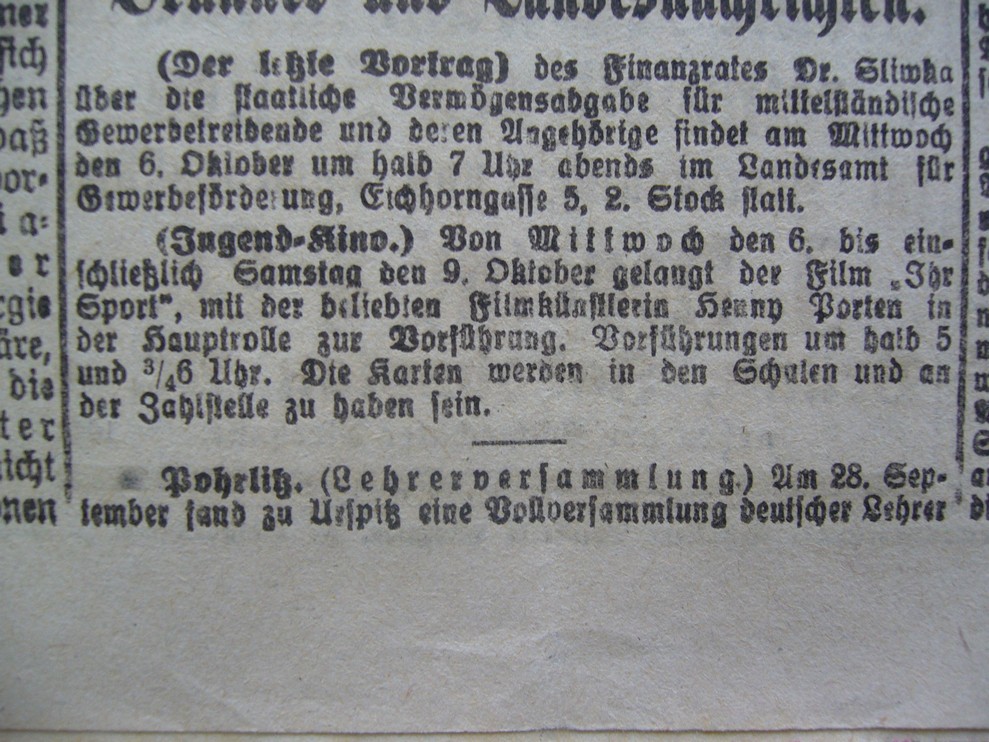 Brünner und Landesnachrichten.
(Der letzte Vortrag) des Finanzrates Dr. Sliwka
über die staatliche Vermögensabgabe für mittelständische
Gewerbetreibende und deren Angehörige findet am Mittwoch
den 6. Oktober um halb 7 Uhr abends im Landesamt für
Gewerbeförderung, Eichhorngasse 5, 2. Stock statt.
(Jugend-Kino.) Von Mittwoch den 6. bis ein-
schließlich Samstag den 9. Oktober gelangt der Film „Ihr
Sport“, mit der beliebten Filmkünstlerin Henny Porten in
der Hauptrolle zur Vorführung. Vorführungen um halb 5
und 3/46 Uhr. Die Karten werden in den Schulen und an
der Zahlstelle zu haben sein.
Pohrlitz. (Lehrerversammlung.) Am 28. Sep-
tember fand zu Urspitz eine Vollversammlung deutscher Lehrer